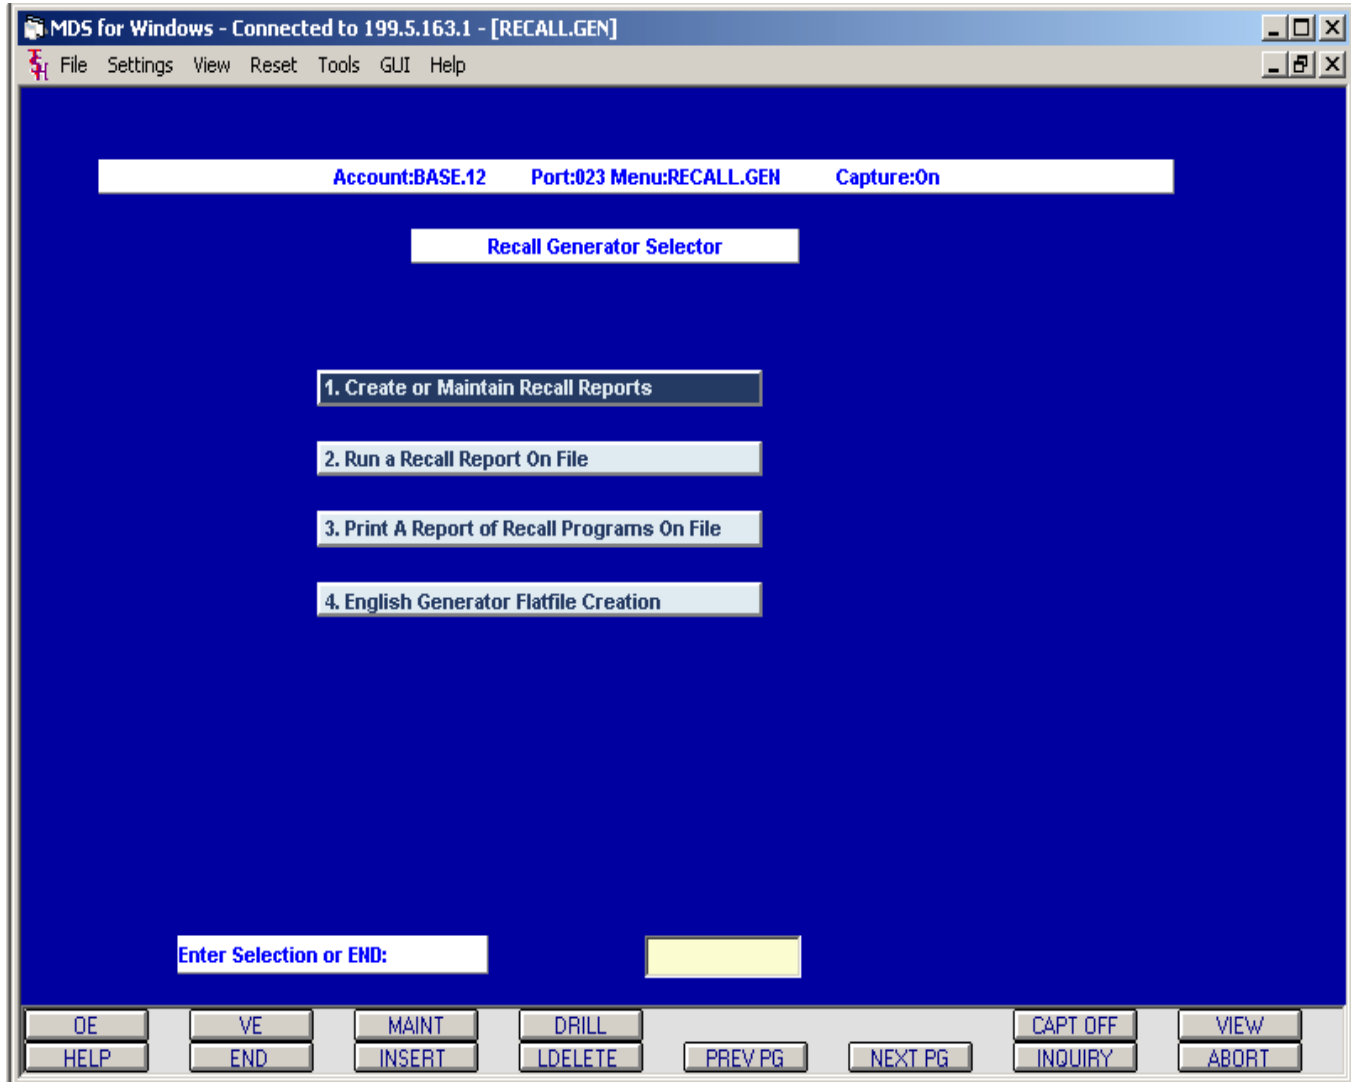 MDS for Windows - Connected to 199.5.163.1 - [RECALL.GEN]
File Settings View Reset Tools GUI Help
Account:BASE.12 Port:023 Menu:RECALL.GEN Capture:On
Recall Generator Selector
1. Create or Maintain Recall Reports
2. Run a Recall Report On File
3. Print A Report of Recall Programs On File
4. English Generator Flatfile Creation
Enter Selection or END:
OE VE MAINT DRILL CAPT OFF VIEW
HELP END INSERT LDELETE PREV PG NEXT PG INQUIRY ABORT